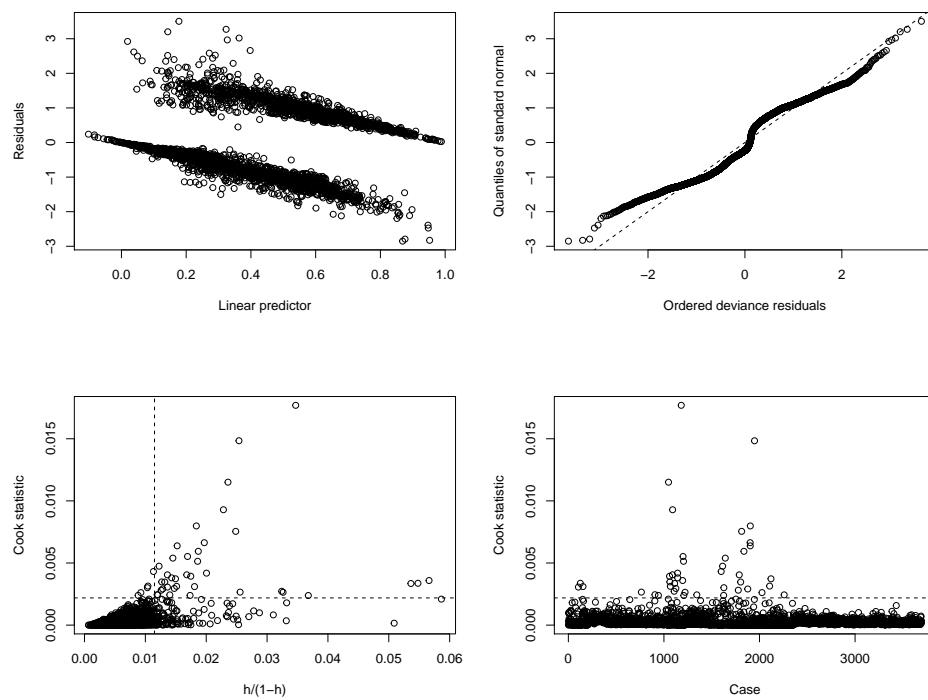 Residuals
3
2
1
0
−1
−2
−3
0.0 0.2 0.4 0.6 0.8 1.0
Linear predictor
Quantiles of standard normal
3
2
1
0
−1
−2
−3
−2 0 2
Ordered deviance residuals
Cook statistic
0.015
0.010
0.005
0.000
0.00 0.01 0.02 0.03 0.04 0.05 0.06
h/(1−h)
Cook statistic
0.015
0.010
0.005
0.000
0 1000 2000 3000
Case